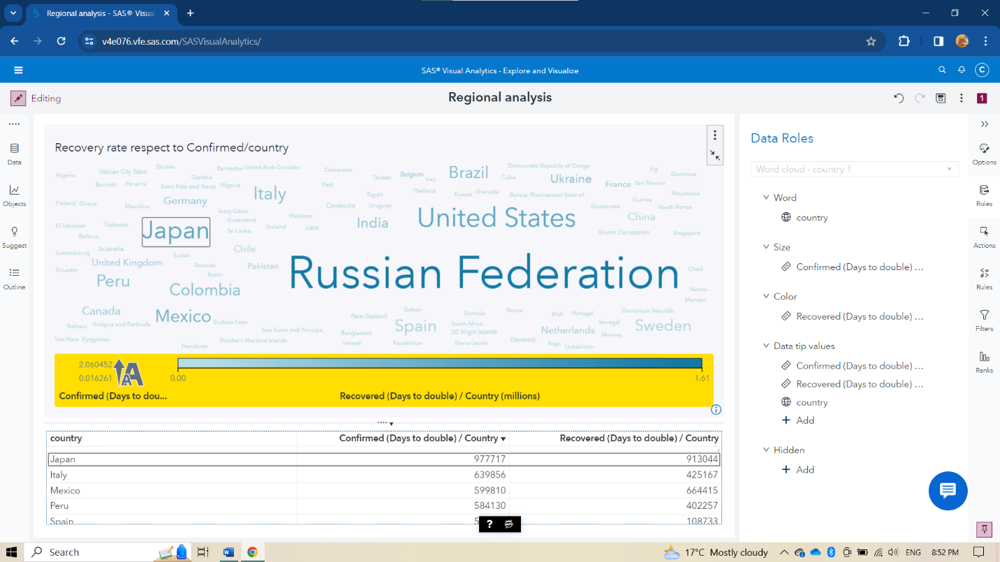 Regional analysis - SAS® Visual
v4e076.vfe.sas.com/SASVisualAnalytics/
SAS® Visual Analytics - Explore and Visualize
C
Editing
Regional analysis
1
Data
Objects
Suggest
Outline
Recovery rate respect to Confirmed/country
Algeria
Vatican City State
Bhutan
Barbados
United Arab Emirates
Cameroon
Taiwan
Belgium
Iran
Brazil
Democratic Republic of Congo
Cuba
Ukraine
Fiji
Dominica
Burundi
Panama
Gambia
Saint Kitts and Nevis
Nigeria
Italy
Haiti
France
San Marino
Germany
Mauritius
Finland
Ghana
Egypt
Thailand
Kuwait
Grenada
Bolivia, Plurinational State of
Guinea
Mauritania
Ivory Coast
Greenland
Maldives
Cambodia
Uruguay
Guatemala
South Korea
El Salvador
Tajikistan
Japan
Sri Lanka
Iceland
Laos
India
United States
China
Brunei Darussalam
Singapore
Belarus
Luxembourg
Australia
Sudan
Chile
Ecuador
United Kingdom
Rwanda
Benin
Pakistan
Russian Federation
Chad
Peru
Colombia
Yemen
Monaco
Canada
Mexico
Gabon
Somalia
Kenya
Mali
Portugal
Dominican Republic
Bahrain
Antigua and Barbuda
Burkina Faso
New Zealand
Spain
South Africa
US Virgin Islands
Senegal
Sweden
Sao Tome and Principe
Bangladesh
Netherlands
Norway
Viet Nam
Kyrgyzstan
Northern Mariana Islands
Honduras
Ireland
Kazakhstan
Sierra Leone
Denmark
Togo
Uzbekistan
2.060452
0.016261
A
A
0.00
1.61
Confirmed (Days to dou...
Recovered (Days to double) / Country (millions)
country Confirmed (Days to double) / Country Recovered (Days to double) / Country
Japan 977717 913044
Italy 639856 425167
Mexico 599810 664415
Peru 584130 402257
Spain 108733
?
Data Roles
Word cloud - country 1
Word
country
Size
Confirmed (Days to double) ...
Color
Recovered (Days to double) ...
Data tip values
Confirmed (Days to double) ...
Recovered (Days to double) ...
country
Add
Hidden
Add
Options
Roles
Actions
Rules
Filters
Ranks
Search
17°C Mostly cloudy
ENG
8:52 PM